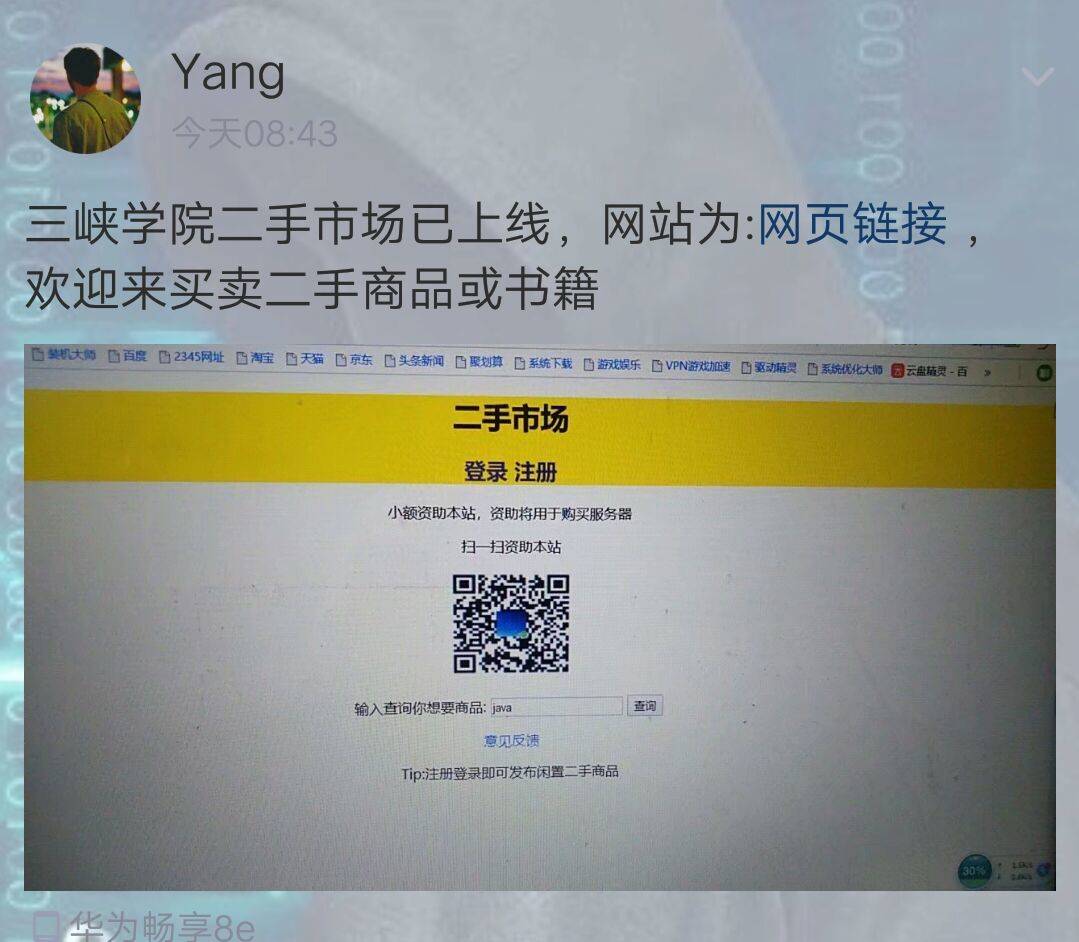 Yang
今天08:43
三峡学院二手市场已上线，网站为:网页链接，
欢迎来买卖二手商品或书籍
装机大师 百度 2345网址 淘宝 天猫 京东 头条新闻 聚划算 系统下载 游戏娱乐 VPN游戏加速 驱动精灵 系统优化大师 云盘精灵 - 百 »
二手市场
登录 注册
小额资助本站，资助将用于购买服务器
扫一扫资助本站
输入查询你想要商品: java 查询
意见反馈
Tip:注册登录即可发布闲置二手商品
30%
华为畅享8e